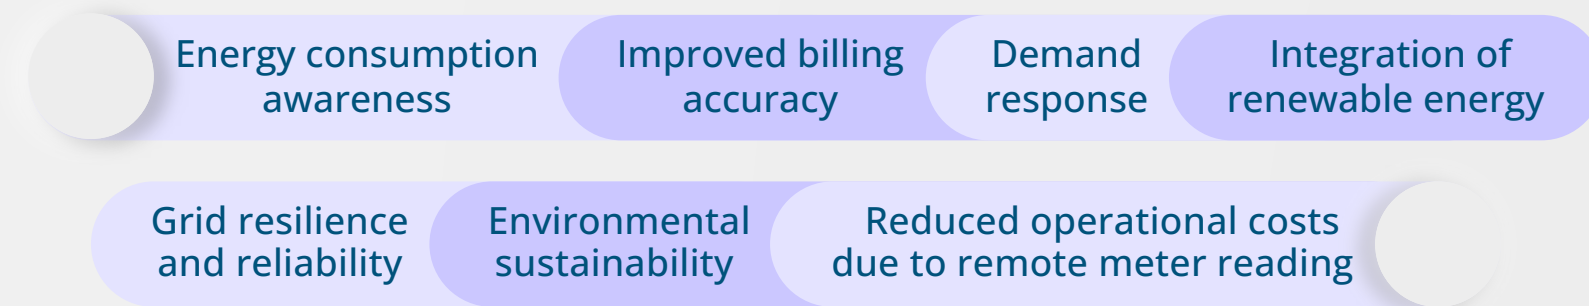 Energy consumption
awareness
Improved billing
accuracy
Demand
response
Integration of
renewable energy
Grid resilience
and reliability
Environmental
sustainability
Reduced operational costs
due to remote meter reading